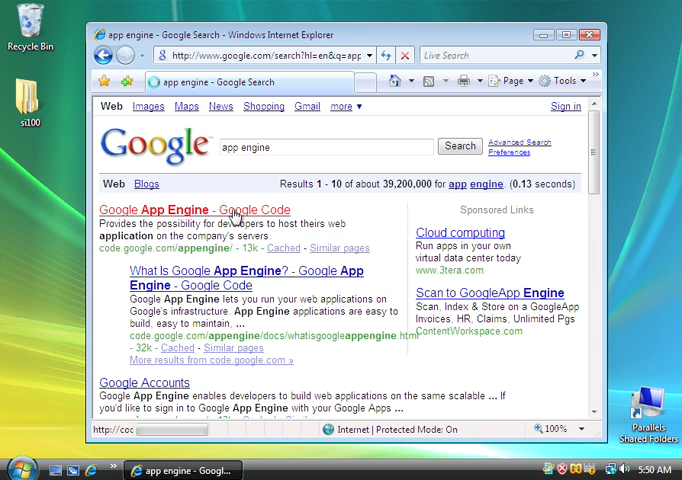 Recycle Bin
si100
app engine - Google Search - Windows Internet Explorer
http://www.google.com/search?hl=en&q=app
Live Search
app engine - Google Search
Page
Tools
Web Images Maps News Shopping Gmail more ▼
Sign in
Google
app engine
Search
Advanced Search
Preferences
Web Blogs
Results 1 - 10 of about 39,200,000 for app engine. (0.13 seconds)
Google App Engine - Google Code
Provides the possibility for developers to host theirs web
application on the company's servers.
code.google.com/appengine/ - 13k - Cached - Similar pages
What Is Google App Engine? - Google App
Engine - Google Code
Google App Engine lets you run your web applications on
Google's infrastructure. App Engine applications are easy to
build, easy to maintain, ...
code.google.com/appengine/docs/whatisgoogleappengine.html
- 32k - Cached - Similar pages
More results from code.google.com »
Google Accounts
Google App Engine enables developers to build web applications on the same scalable ... If
you'd like to sign in to Google App Engine with your Google Apps ...
Sponsored Links
Cloud computing
Run apps in your own
virtual data center today
www.3tera.com
Scan to GoogleApp Engine
Scan, Index & Store on a GoogleApp
Invoices, HR, Claims, Unlimited Pgs
ContentWorkspace.com
http://coc
Internet | Protected Mode: On
100%
Parallels
Shared Folders
app engine - Googl...
5:50 AM